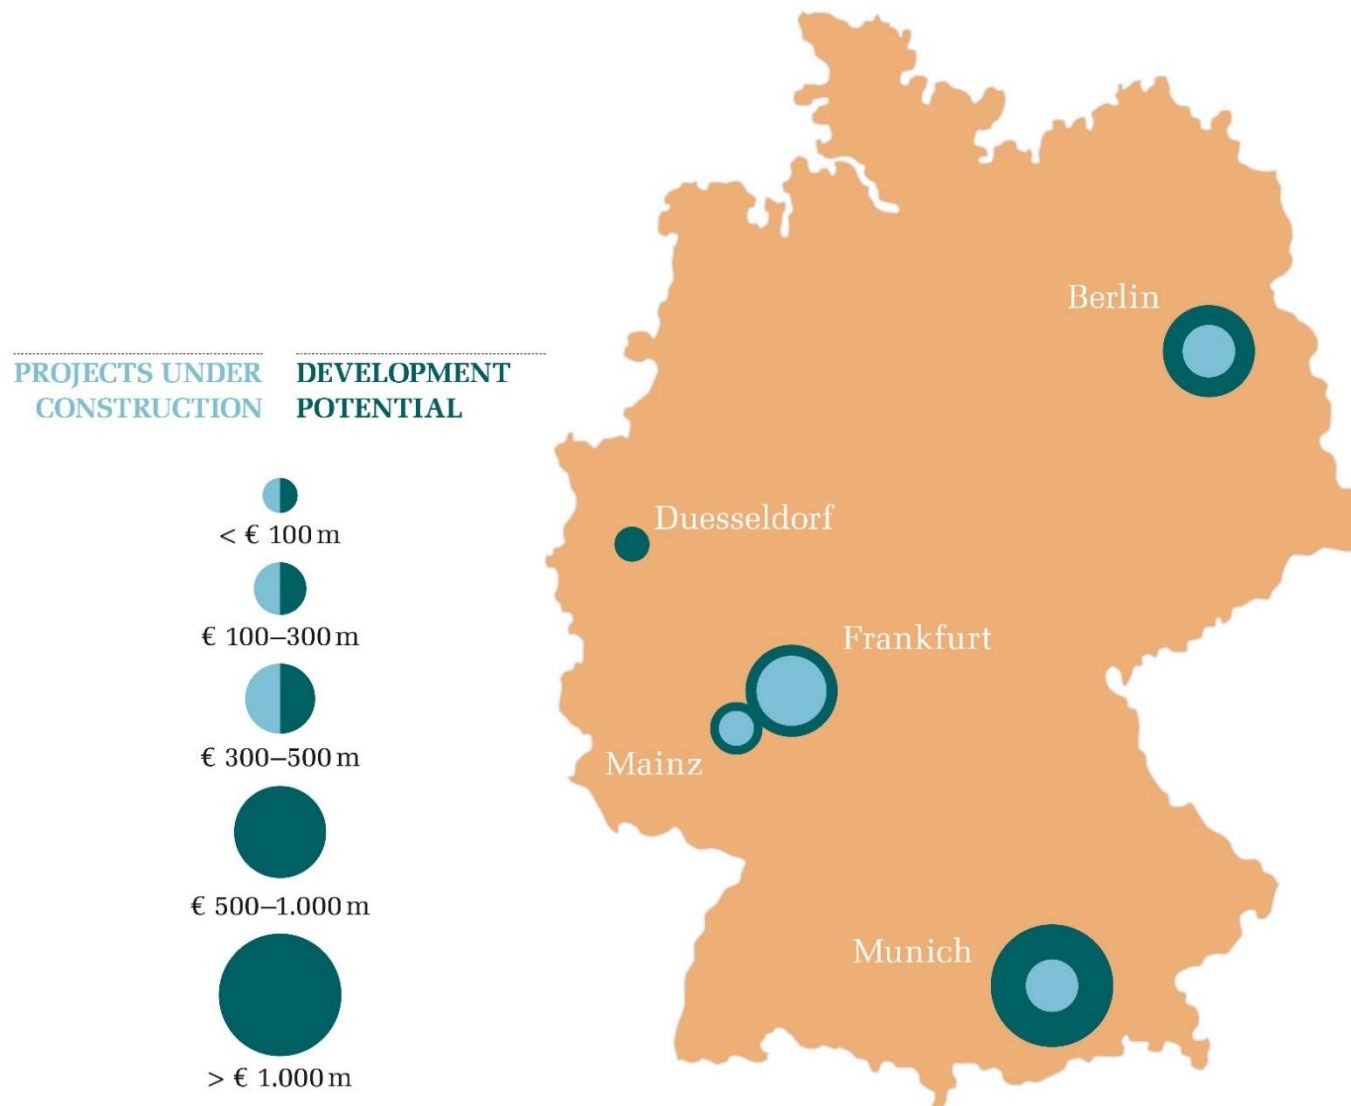 PROJECTS UNDER
CONSTRUCTION
DEVELOPMENT
POTENTIAL
< € 100 m
€ 100–300 m
€ 300–500 m
€ 500–1.000 m
> € 1.000 m
Berlin
Duesseldorf
Frankfurt
Mainz
Munich